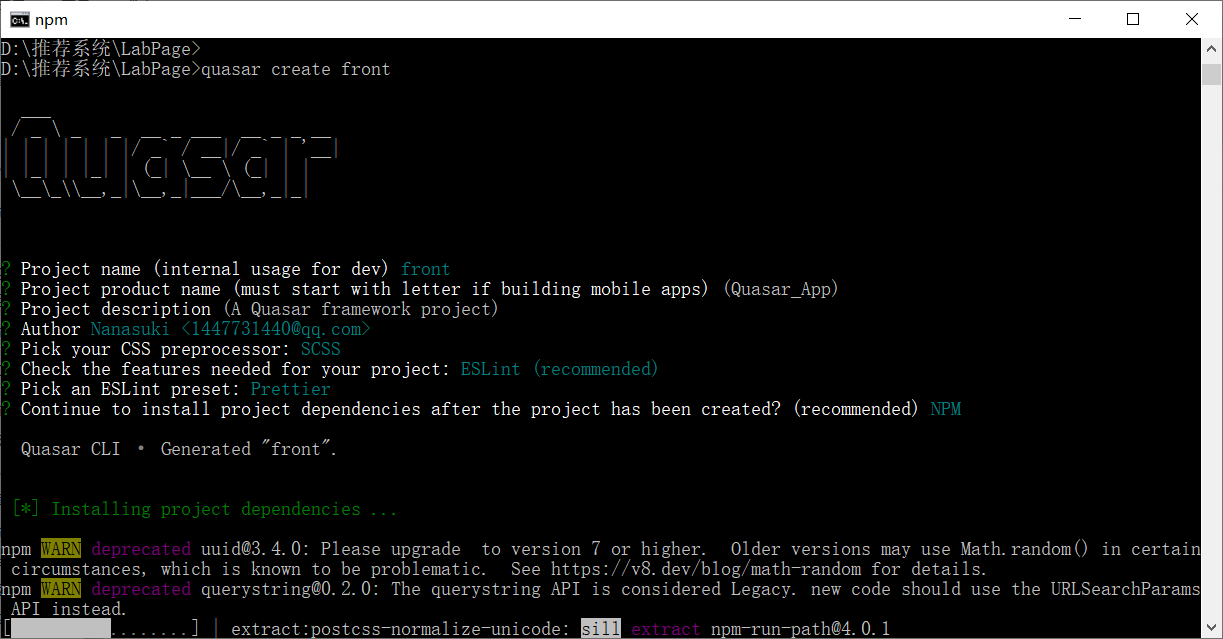 npm
D:\推荐系统\LabPage>
D:\推荐系统\LabPage>quasar create front
Quasar
? Project name (internal usage for dev) front
? Project product name (must start with letter if building mobile apps) (Quasar_App)
? Project description (A Quasar framework project)
? Author Nanasuki <1447731440@qq.com>
? Pick your CSS preprocessor: SCSS
? Check the features needed for your project: ESLint (recommended)
? Pick an ESLint preset: Prettier
? Continue to install project dependencies after the project has been created? (recommended) NPM
Quasar CLI • Generated "front".
[*] Installing project dependencies ...
npm WARN deprecated uuid@3.4.0: Please upgrade  to version 7 or higher.  Older versions may use Math.random() in certain
circumstances, which is known to be problematic.  See https://v8.dev/blog/math-random for details.
npm WARN deprecated querystring@0.2.0: The querystring API is considered Legacy. new code should use the URLSearchParams
API instead.
[          ........] | extract:postcss-normalize-unicode: sill extract npm-run-path@4.0.1